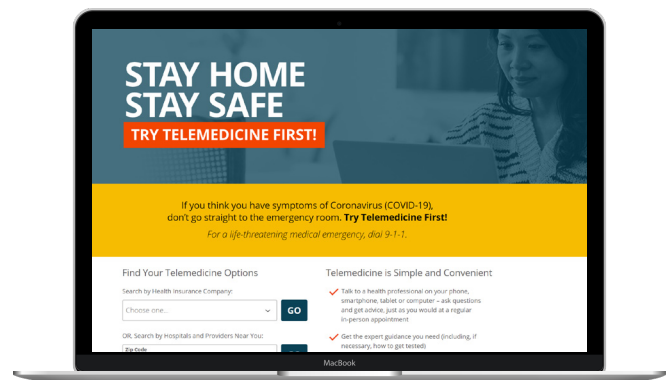 STAY HOME
STAY SAFE
TRY TELEMEDICINE FIRST!
If you think you have symptoms of Coronavirus (COVID-19),
don't go straight to the emergency room. Try Telemedicine First!
For a life-threatening medical emergency, dial 9-1-1.
Find Your Telemedicine Options
Search by Health Insurance Company:
Choose one...
GO
OR, Search by Hospitals and Providers Near You:
Zip Code
Telemedicine is Simple and Convenient
Talk to a health professional on your phone,
smartphone, tablet or computer – ask questions
and get advice, just as you would at a regular
in-person appointment
Get the expert guidance you need (including, if
necessary, how to get tested)
MacBook